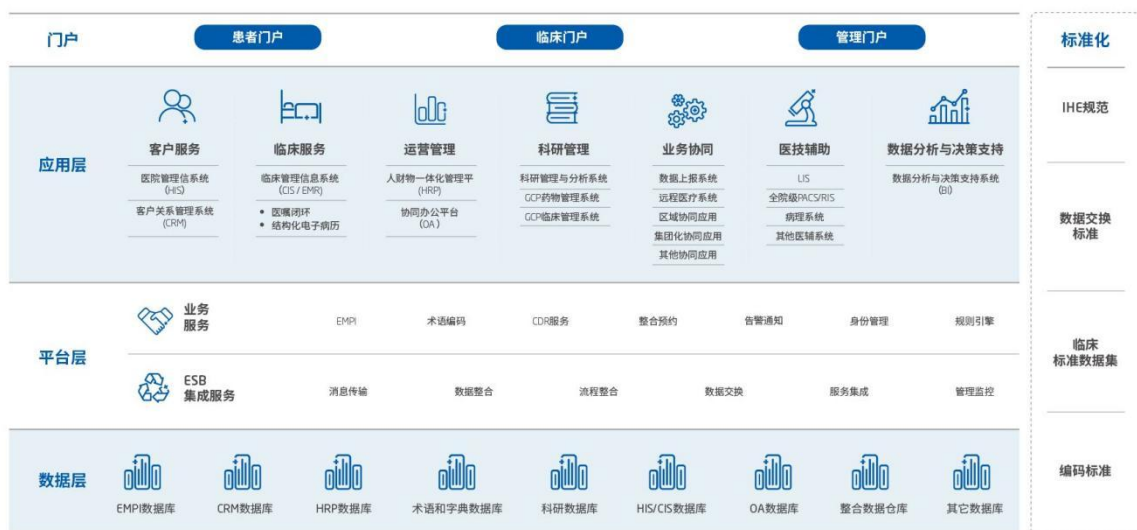 门户
患者门户
临床门户
管理门户
标准化
应用层
客户服务
医院管理信系统
(HIS)
客户关系管理系统
(CRM)
临床服务
临床管理信息系统
(CIS / EMR)
• 医嘱闭环
• 结构化电子病历
运营管理
人财物一体化管理平
(HRP)
协同办公平台
(OA)
科研管理
科研管理与分析系统
GCP药物管理系统
GCP临床管理系统
业务协同
数据上报系统
远程医疗系统
区域协同应用
集团化协同应用
其他协同应用
医技辅助
LIS
全院级PACS/RIS
病理系统
其他医辅系统
数据分析与决策支持
数据分析与决策支持系统
(BI)
IHE规范
数据交换
标准
临床
标准数据集
编码标准
平台层
业务
服务
EMPI
术语编码
CDR服务
整合预约
告警通知
身份管理
规则引擎
ESB
集成服务
消息传输
数据整合
流程整合
数据交换
服务集成
管理监控
数据层
EMPI数据库
CRM数据库
HRP数据库
术语和字典数据库
科研数据库
HIS/CIS数据库
OA数据库
整合数据仓库
其它数据库